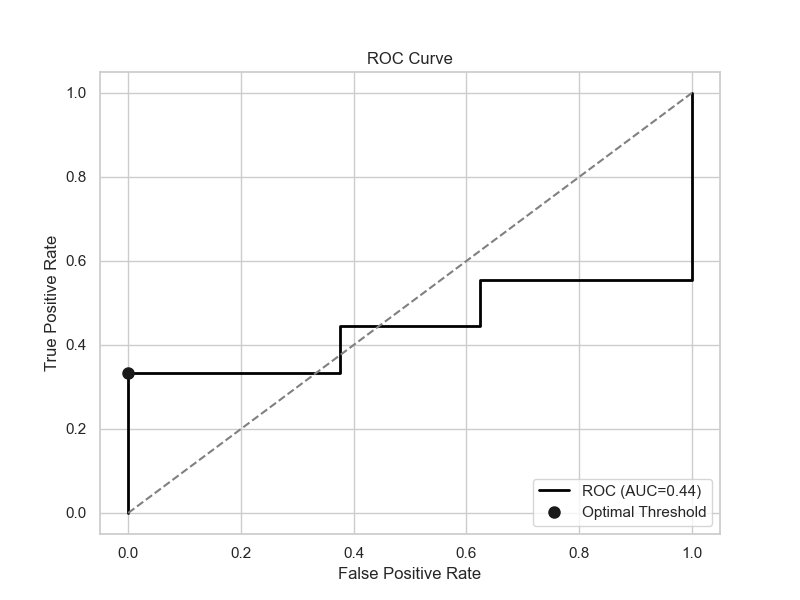 ROC Curve
True Positive Rate
1.0
0.8
0.6
0.4
0.2
0.0
0.0 0.2 0.4 0.6 0.8 1.0
False Positive Rate
ROC (AUC=0.44)
Optimal Threshold